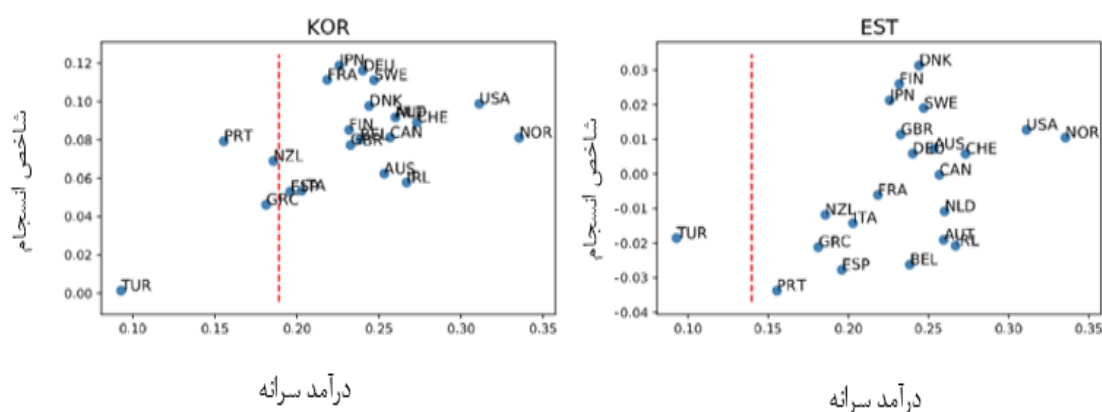 KOR
شاخص انسجام
0.12
0.10
0.08
0.06
0.04
0.02
0.00
JPN
DEU
FRA
SWE
DNK
USA
NLD
CHE
FIN
BEL
CAN
GBR
NOR
PRT
NZL
AUS
IRL
ESP
ITA
GRC
TUR
0.10 0.15 0.20 0.25 0.30 0.35
درآمد سرانه
EST
شاخص انسجام
0.03
0.02
0.01
0.00
-0.01
-0.02
-0.03
-0.04
DNK
FIN
JPN
SWE
USA
GBR
NOR
AUS
DEU
CHE
CAN
FRA
NLD
NZL
ITA
TUR
AUT
GRC
IRL
BEL
ESP
PRT
0.10 0.15 0.20 0.25 0.30 0.35
درآمد سرانه